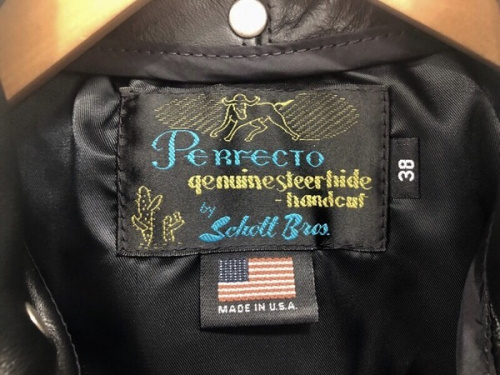 Perfecto
genuine steerhide
- handcut
by Schott Bros.
38
MADE IN U.S.A.